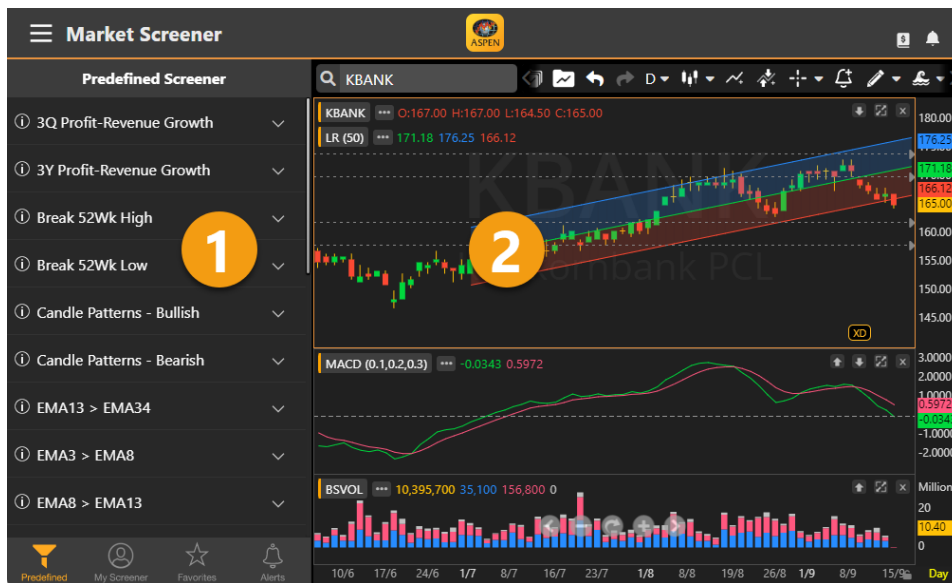 Market Screener
ASPEN
Predefined Screener
ⓘ 3Q Profit-Revenue Growth
ⓘ 3Y Profit-Revenue Growth
ⓘ Break 52Wk High
ⓘ Break 52Wk Low
ⓘ Candle Patterns - Bullish
ⓘ Candle Patterns - Bearish
ⓘ EMA13 > EMA34
ⓘ EMA3 > EMA8
ⓘ EMA8 > EMA13
1
Predefined My Screener Favorites Alerts
KBANK
D
KBANK ••• O:167.00 H:167.00 L:164.50 C:165.00
LR (50) ••• 171.18 176.25 166.12
KBANK
PCL
2
XD
180.00
176.25
171.18
166.12
165.00
160.00
155.00
150.00
145.00
MACD (0.1,0.2,0.3) ••• -0.0343 0.5972
3.0000
2.0000
1.0000
0.5972
-0.0343
-1.0000
-2.0000
BSVOL ••• 10,395,700 35,100 156,800 0
Million
20
10.40
0
10/6 17/6 24/6 1/7 8/7 16/7 23/7 1/8 8/8 19/8 26/8 1/9 8/9 15/9 Day